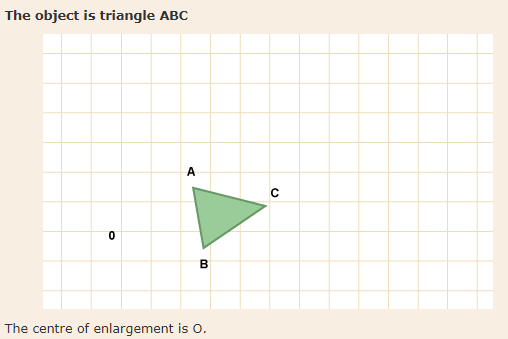 The object is triangle ABC
A
C
0
B
The centre of enlargement is O.